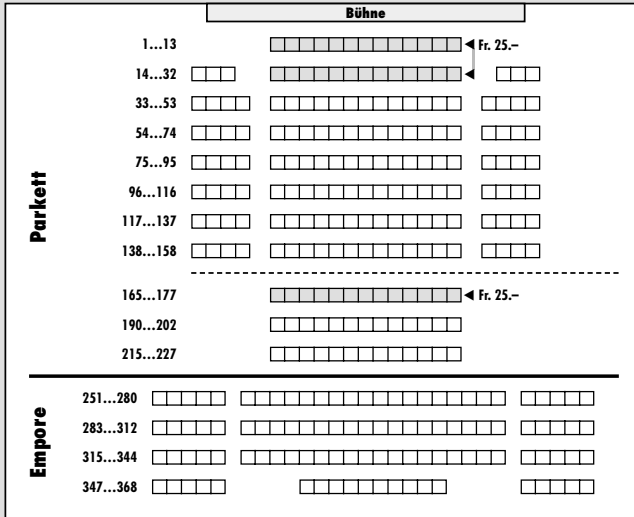 Bühne
1...13 Fr. 25.–
14...32
33...53
54...74
75...95
96...116
117...137
138...158
Parkett
165...177 Fr. 25.–
190...202
215...227
251...280
283...312
315...344
347...368
Empore